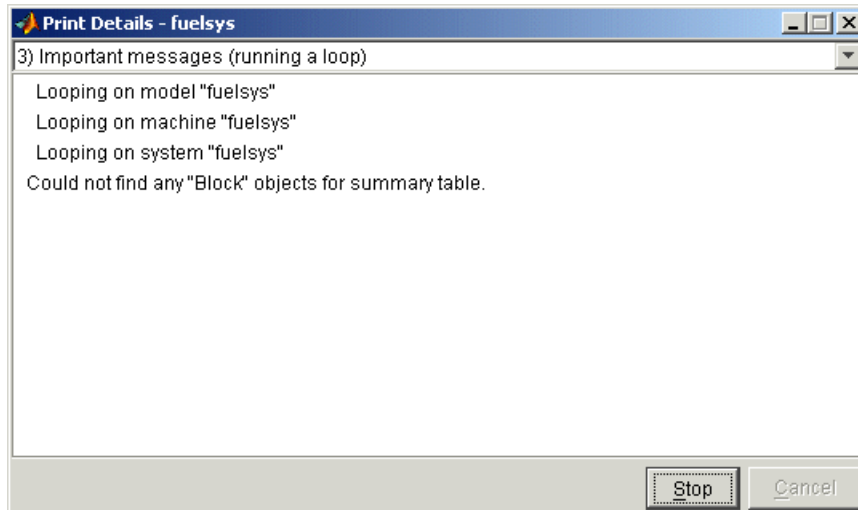 Print Details - fuelsys
3) Important messages (running a loop)
Looping on model "fuelsys"
Looping on machine "fuelsys"
Looping on system "fuelsys"
Could not find any "Block" objects for summary table.
Stop
Cancel